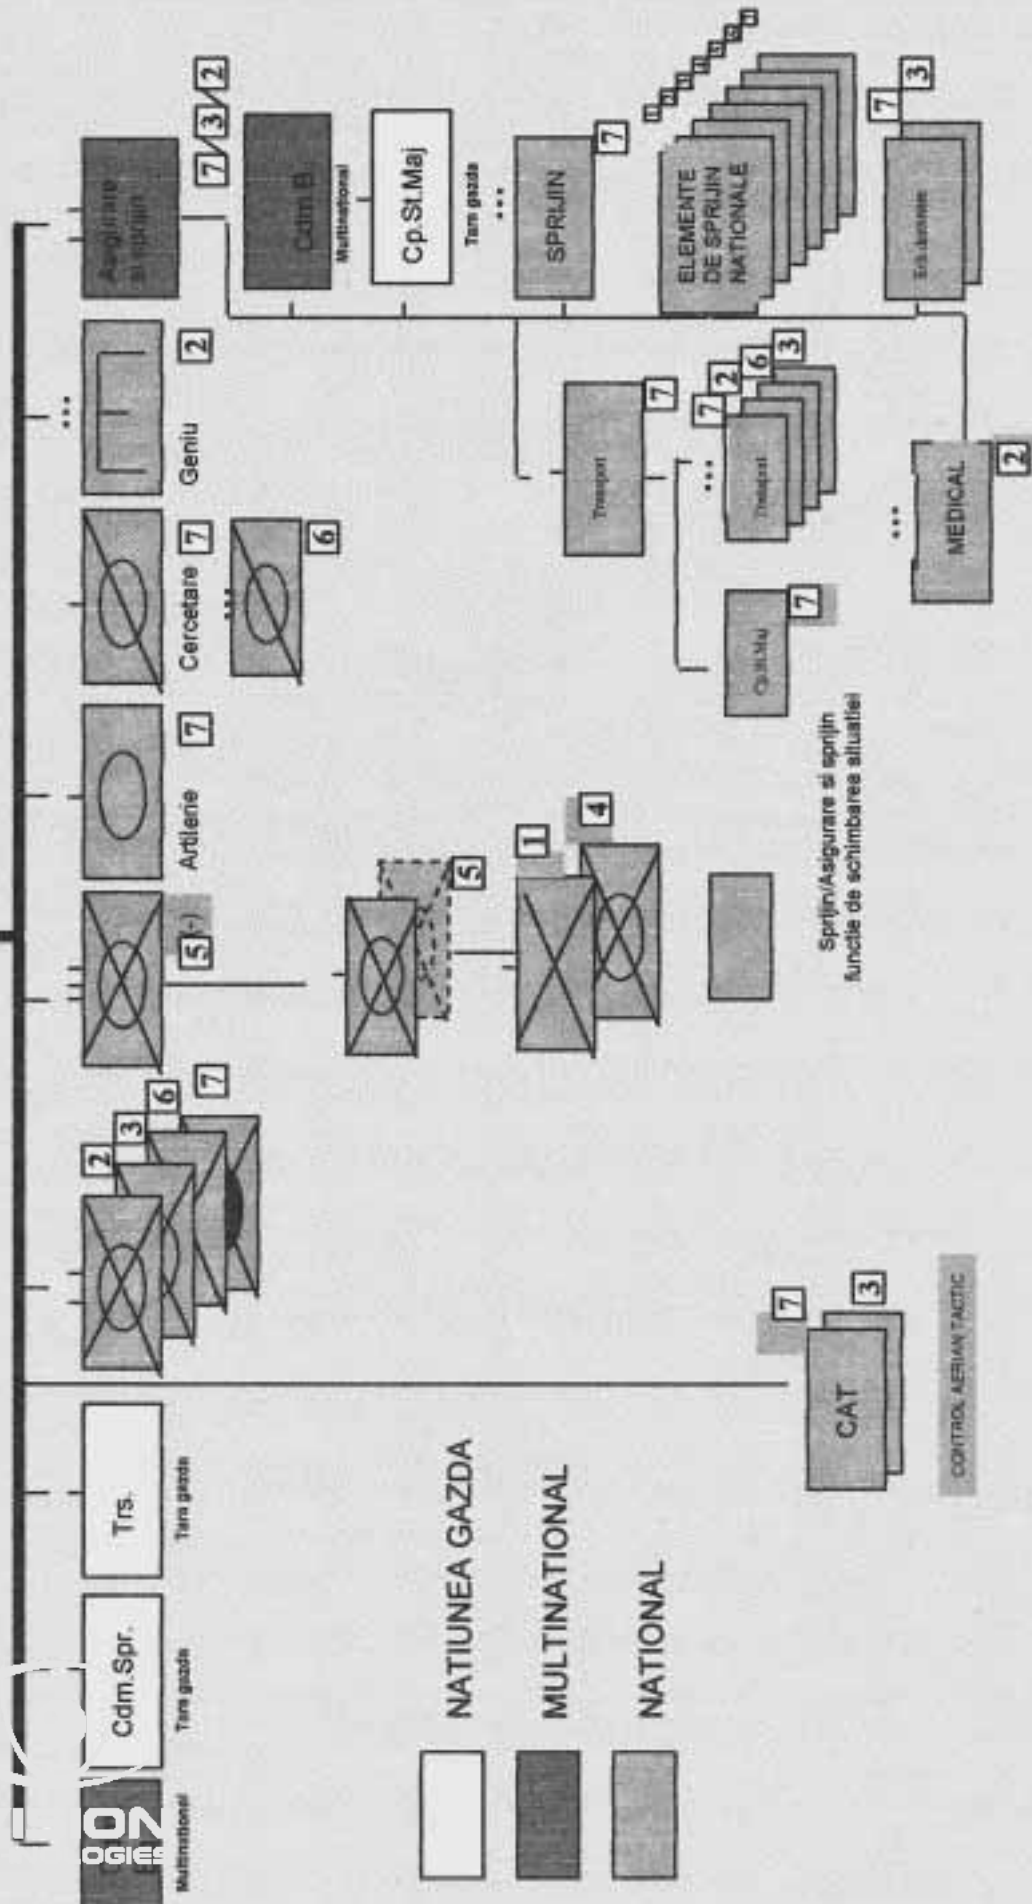 Cdm.Spr.
Tara gazda
Multinational
Trs.
Tara gazda
2
3
6
7
5 (-)
Artilerie 7
Cercetare 7
...
6
...
Geniu 2
Asigurare
si sprijin
7 3 2
Cdm.B.
Multinational
Cp.St.Maj
Tara gazda
...
SPRIJIN
7
ELEMENTE
DE SPRIJIN
NATIONALE
7
3
5
1
4
Transport
7
...
Transport
7
2
6
3
Cp.St.Maj
7
...
MEDICAL
2
Sprijin/Asigurare si sprijin
functie de schimbarea situatiei
CAT
7
3
CONTROL AERIAN TACTIC
NATIUNEA GAZDA
MULTINATIONAL
NATIONAL